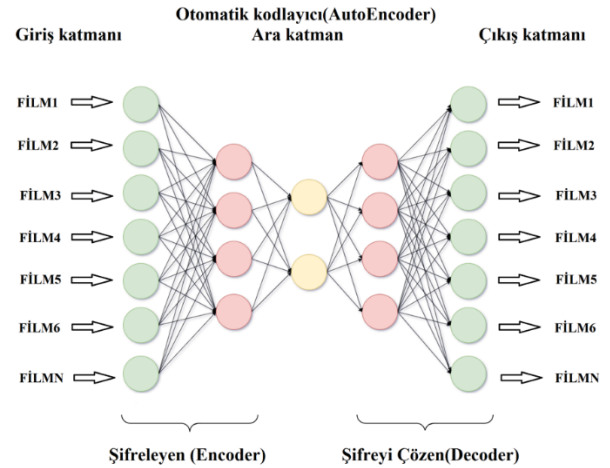 Otomatik kodlayıcı(AutoEncoder)
Giriş katmanı
Ara katman
Çıkış katmanı
FİLM1
FİLM1
FİLM2
FİLM2
FİLM3
FİLM3
FİLM4
FİLM4
FİLM5
FİLM5
FİLM6
FİLM6
FİLMN
FİLMN
Şifreleyen (Encoder)
Şifreyi Çözen(Decoder)